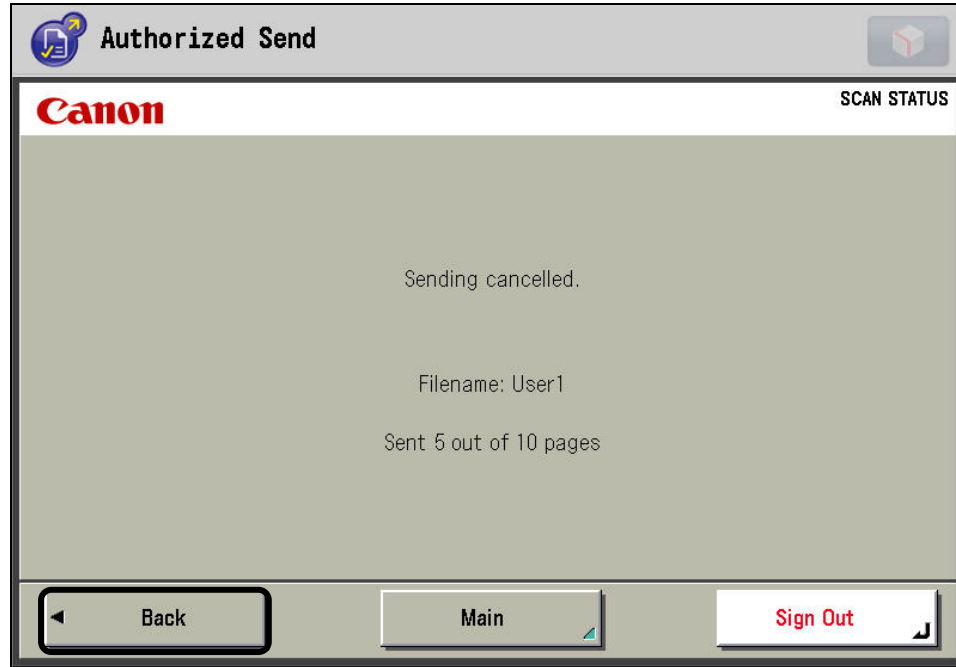 Authorized Send
Canon
SCAN STATUS
Sending cancelled.
Filename: User1
Sent 5 out of 10 pages
Back
Main
Sign Out